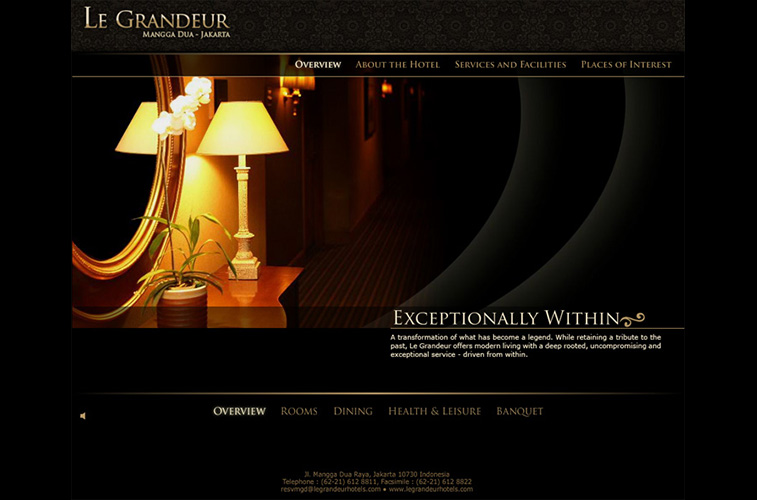 LE GRANDEUR
MANGGA DUA - JAKARTA
OVERVIEW ABOUT THE HOTEL SERVICES AND FACILITIES PLACES OF INTEREST
EXCEPTIONALLY WITHIN
A transformation of what has become a legend. While retaining a tribute to the
past, Le Grandeur offers modern living with a deep rooted, uncompromising and
exceptional service - driven from within.
OVERVIEW ROOMS DINING HEALTH & LEISURE BANQUET
Jl. Mangga Dua Raya, Jakarta 10730 Indonesia
Telephone : (62-21) 612 8811, Facsimile : (62-21) 612 8822
resvmgd@legrandeurhotels.com ● www.legrandeurhotels.com